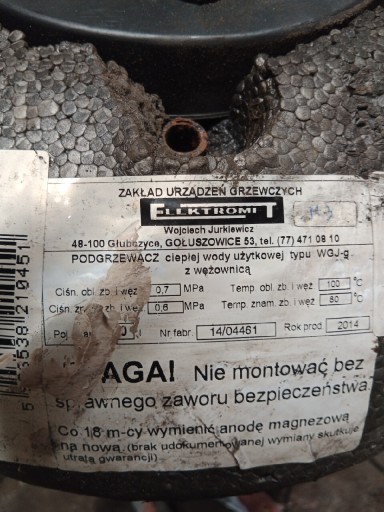 ZAKŁAD URZĄDZEŃ GRZEWCZYCH
ELEKTROMET
Wojciech Jurkiewicz
48-100 Głubczyce, GOŁUSZOWICE 53, tel. (77) 471 08 10
PODGRZEWACZ ciepłej wody użytkowej typu WGJ-g
z wężownicą
Ciśn. obl. zb. i węż. 0,7 MPa Temp. obl. zb. i węż. 100 °C
Ciśn. zn. zb. i węż. 0,6 MPa Temp. znam. zb. i węż. 80 °C
Poj. Nr fabr. 14/04461 Rok prod. 2014
AGA! Nie montować bez
sprawnego zaworu bezpieczeństwa
Co 18 m-cy wymienić anodę magnezową
na nową (brak udokumentowanej wymiany skutkuje
utratą gwarancji)